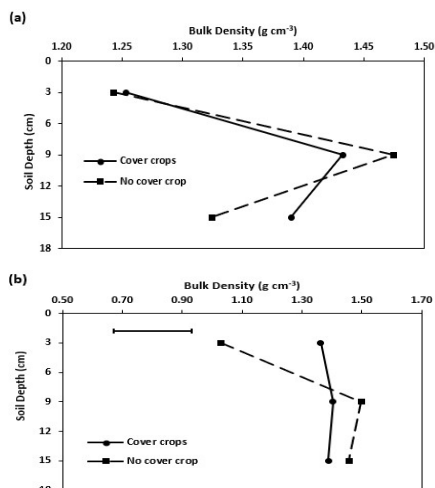 (a)
Bulk Density (g cm-3)
1.20 1.25 1.30 1.35 1.40 1.45 1.50
0
3
6
9
12
15
18
Soil Depth (cm)
Cover crops
No cover crop
(b)
Bulk Density (g cm-3)
0.50 0.70 0.90 1.10 1.30 1.50 1.70
0
3
6
9
12
15
Soil Depth (cm)
Cover crops
No cover crop